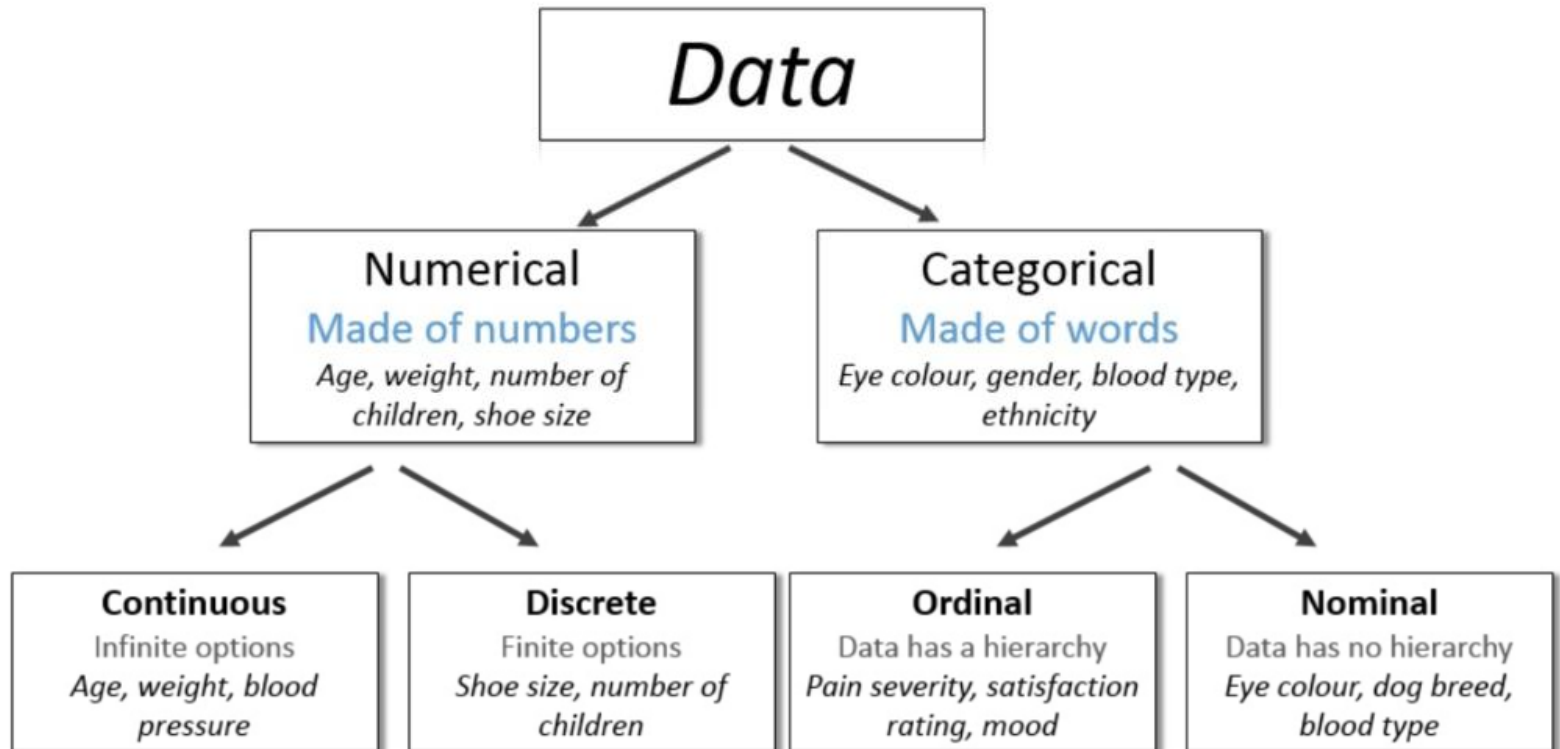 Data
Numerical
Made of numbers
Age, weight, number of
children, shoe size
Categorical
Made of words
Eye colour, gender, blood type,
ethnicity
Continuous
Infinite options
Age, weight, blood
pressure
Discrete
Finite options
Shoe size, number of
children
Ordinal
Data has a hierarchy
Pain severity, satisfaction
rating, mood
Nominal
Data has no hierarchy
Eye colour, dog breed,
blood type